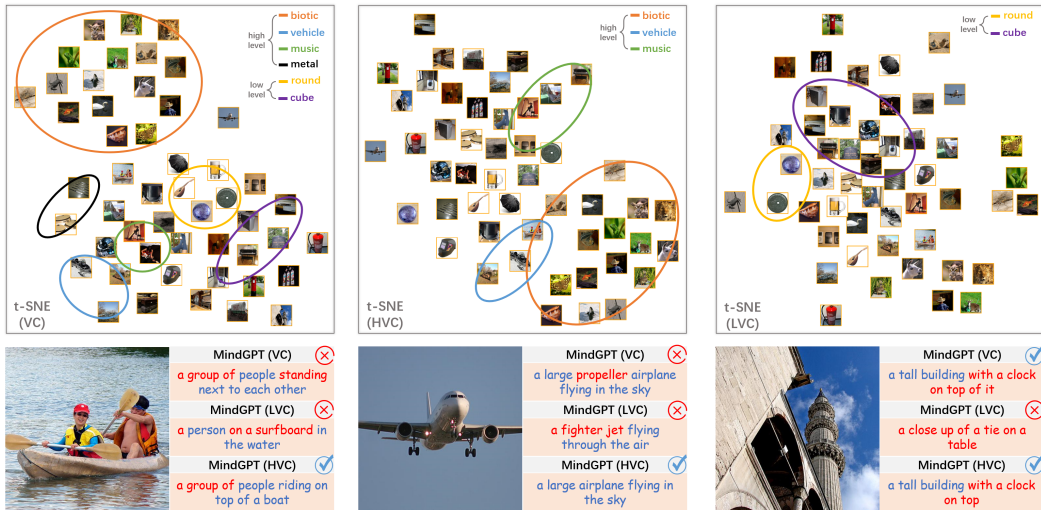 high
level
biotic
vehicle
music
metal
low
level
round
cube
t-SNE
(VC)
high
level
biotic
vehicle
music
t-SNE
(HVC)
low
level
round
cube
t-SNE
(LVC)
MindGPT (VC)
a group of people standing
next to each other
MindGPT (LVC)
a person on a surfboard in
the water
MindGPT (HVC)
a group of people riding on
top of a boat
MindGPT (VC)
a large propeller airplane
flying in the sky
MindGPT (LVC)
a fighter jet flying
through the air
MindGPT (HVC)
a large airplane flying in
the sky
MindGPT (VC)
a tall building with a clock
on top of it
MindGPT (LVC)
a close up of a tie on a
table
MindGPT (HVC)
a tall building with a clock
on top